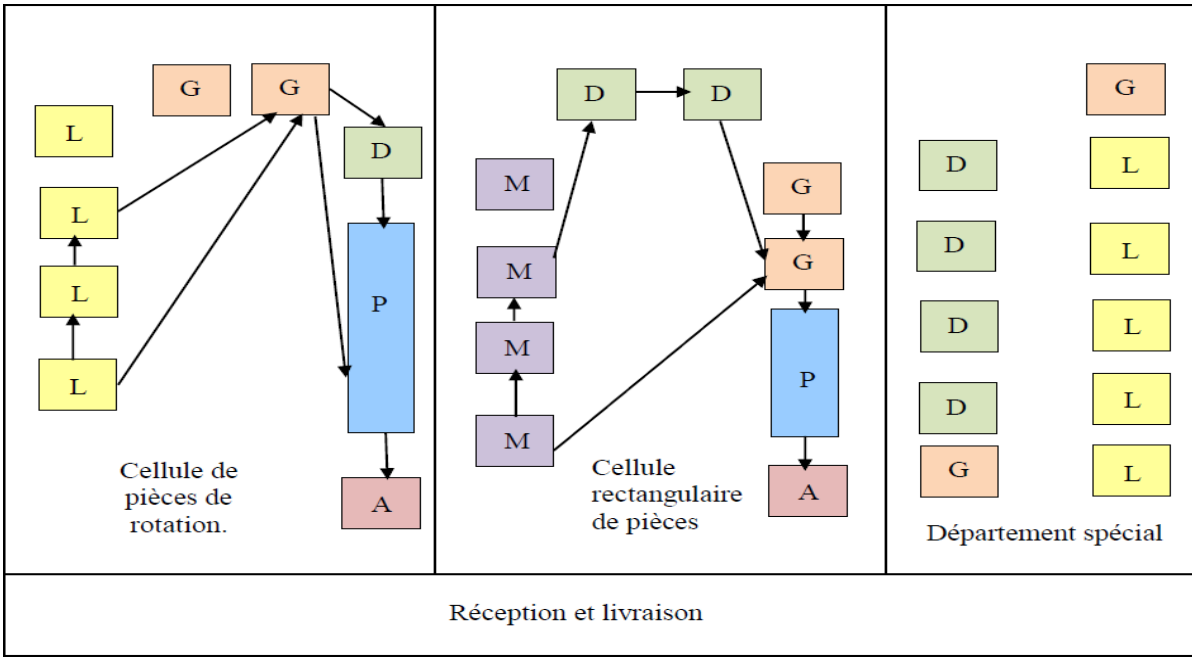 G
G
L
D
L
L
P
L
Cellule de
pièces de
rotation.
A
D
D
M
G
M
G
M
P
M
Cellule
rectangulaire
de pièces
A
G
D
L
D
L
D
L
D
L
G
L
Département spécial
Réception et livraison